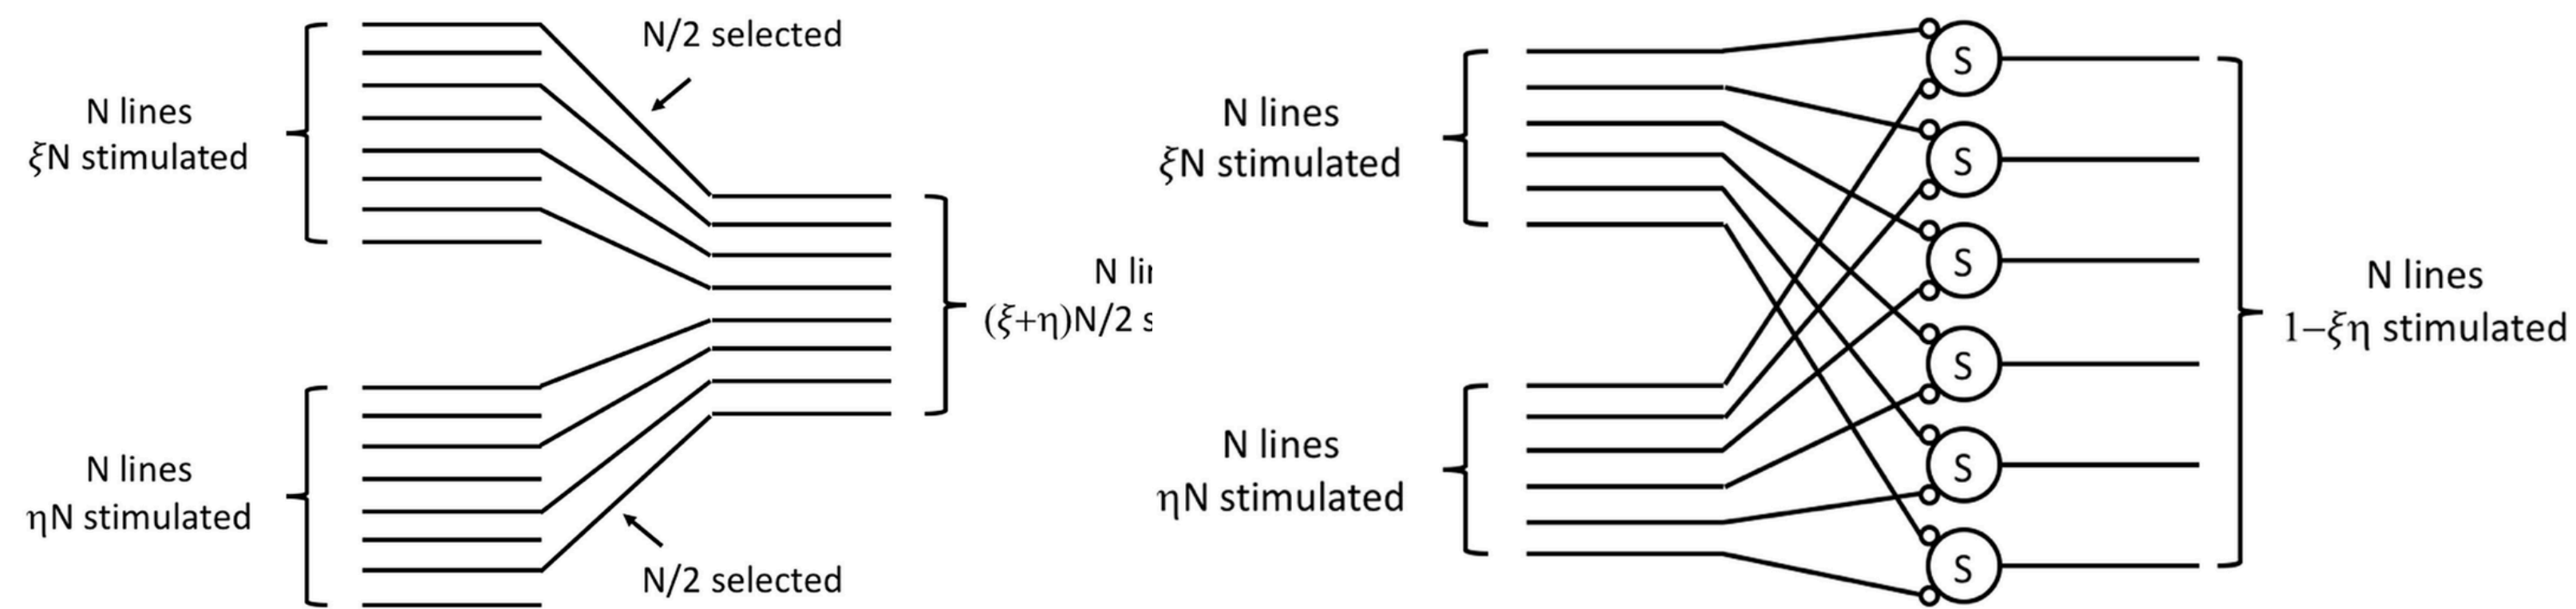 N/2 selected
N lines
ξN stimulated
N
(ξ+η)N/2
N lines
ηN stimulated
N/2 selected
N lines
ξN stimulated
N lines
ηN stimulated
S
S
S
S
S
S
N lines
1−ξη stimulated